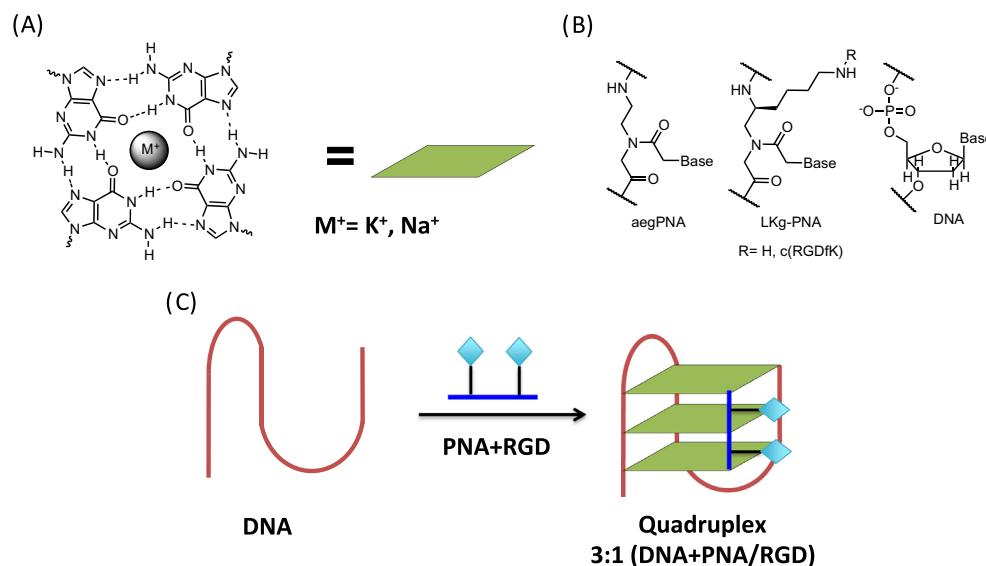 (A)
H
N
N
N
H
N
N
N
N
H
N
N
O
H
N
N
O
H
N
H
M⁺
H
H
N
H
H
O
N
O
N
N
H
N
N
N
N
H
N
H
N
N
=
M⁺= K⁺, Na⁺
(B)
HN
N
O
Base
O
aegPNA
R
NH
HN
N
O
Base
O
LKg-PNA
R= H, c(RGDfK)
O⁻
⁻O P O
O
Base
O
H H
H H
O
DNA
(C)
DNA
PNA+RGD
Quadruplex
3:1 (DNA+PNA/RGD)